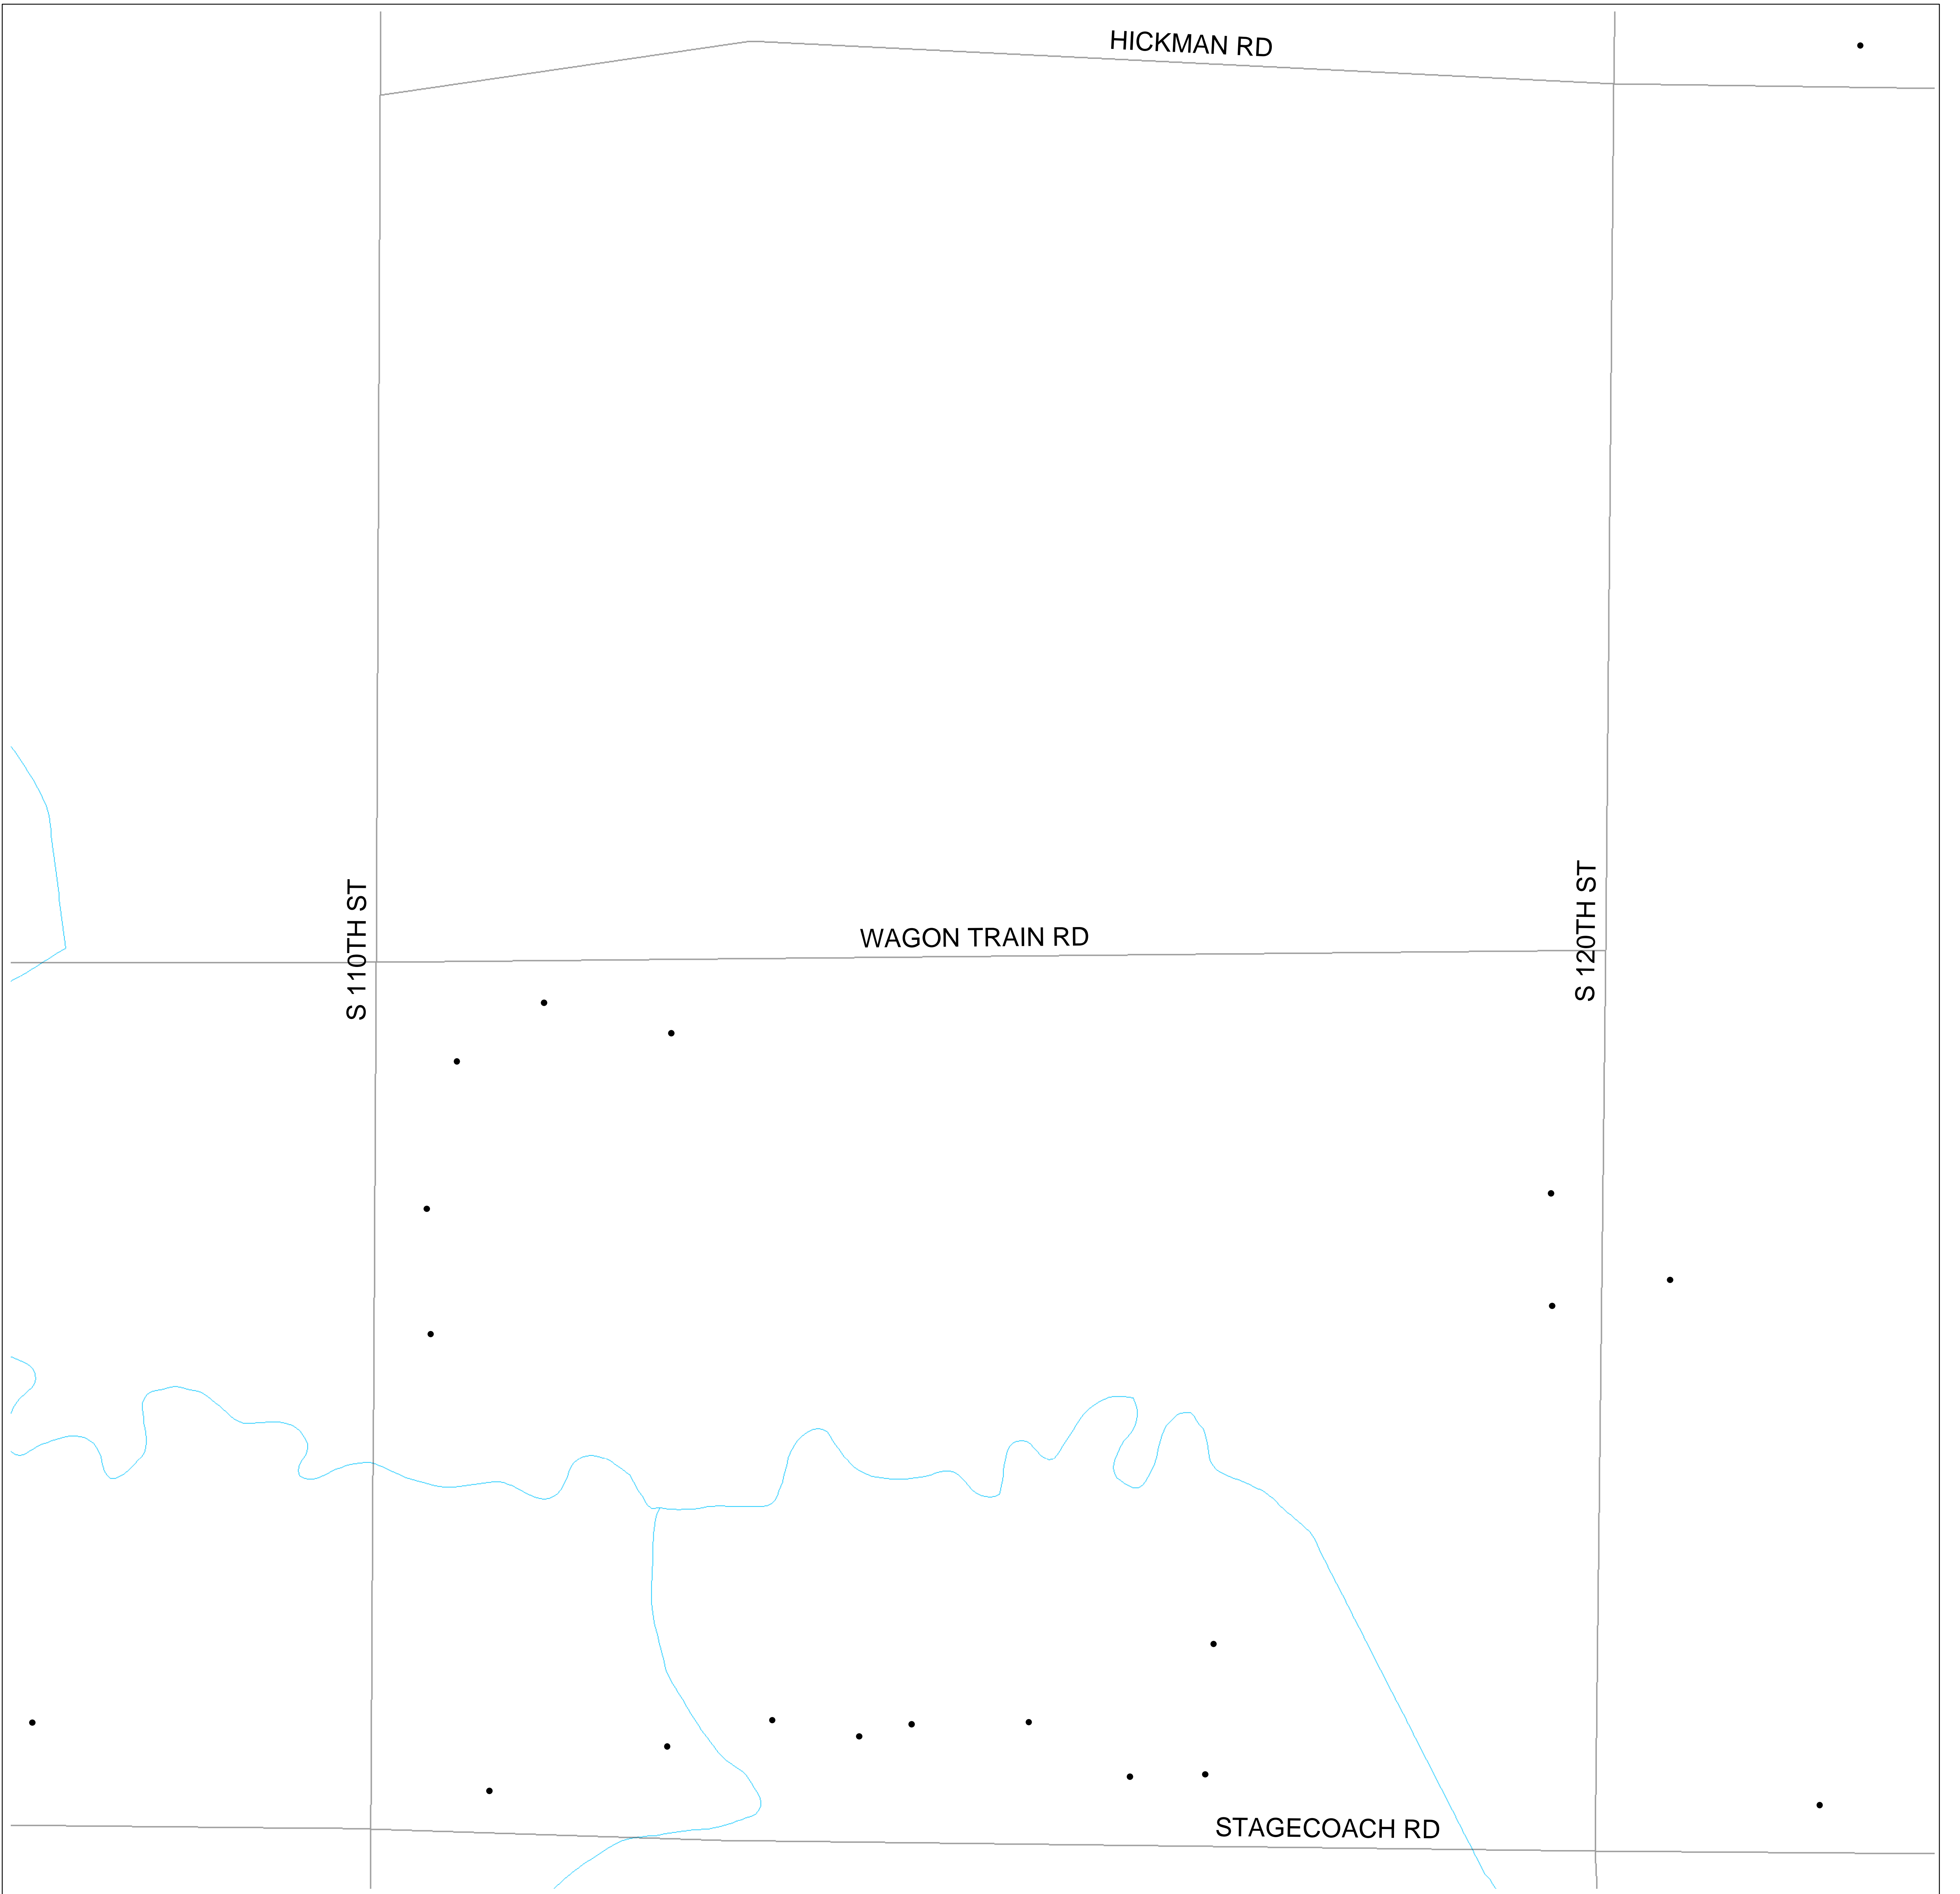 HICKMAN RD
S 110TH ST
WAGON TRAIN RD
S 120TH ST
STAGECOACH RD